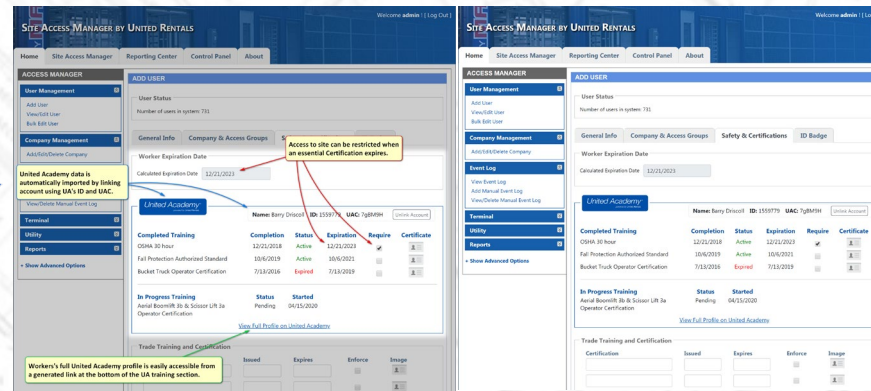 Welcome admin ! [ Log Out ]
SITE ACCESS MANAGER BY UNITED RENTALS
Home Site Access Manager Reporting Center Control Panel About
ACCESS MANAGER
User Management
Add User
View/Edit User
Bulk Edit User
Company Management
Add/Edit/Delete Company
United Academy data is
automatically imported by linking
account using UA's ID and UAC.
View/Delete Manual Event Log
Terminal
Utility
Reports
+ Show Advanced Options
ADD USER
User Status
Number of users in system: 731
General Info Company & Access Groups
Access to site can be restricted when
an essential Certification expires.
Worker Expiration Date
Calculated Expiration Date 12/21/2023
United Academy
Name: Barry Driscoll ID: 1559779 UAC: 7gBM9H Unlink Account
Completed Training Completion Status Expiration Require Certificate
OSHA 30 hour 12/21/2018 Active 12/21/2023
Fall Protection Authorized Standard 10/6/2019 Active 10/6/2021
Bucket Truck Operator Certification 7/13/2016 Expired 7/13/2019
In Progress Training Status Started
Aerial Boomlift 3b & Scissor Lift 3a Pending 04/15/2020
Operator Certification
View Full Profile on United Academy
Trade Training and Certification
Issued Expires Enforce Image
Worker's full United Academy profile is easily accessible from
a generated link at the bottom of the UA training section.
Welcome admin ! [ Lo
SITE ACCESS MANAGER BY UNITED RENTALS
Home Site Access Manager Reporting Center Control Panel About
ACCESS MANAGER
User Management
Add User
View/Edit User
Bulk Edit User
Company Management
Add/Edit/Delete Company
Event Log
View Event Log
Add Manual Event Log
View/Delete Manual Event Log
Terminal
Utility
Reports
+ Show Advanced Options
ADD USER
User Status
Number of users in system: 731
General Info Company & Access Groups Safety & Certifications ID Badge
Worker Expiration Date
Calculated Expiration Date 12/21/2023
United Academy
Name: Barry Driscoll ID: 1559779 UAC: 7gBM9H Unlink Account
Completed Training Completion Status Expiration Require Certificate
OSHA 30 hour 12/21/2018 Active 12/21/2023
Fall Protection Authorized Standard 10/6/2019 Active 10/6/2021
Bucket Truck Operator Certification 7/13/2016 Expired 7/13/2019
In Progress Training Status Started
Aerial Boomlift 3b & Scissor Lift 3a Pending 04/15/2020
Operator Certification
View Full Profile on United Academy
Trade Training and Certification
Certification Issued Expires Enforce Image